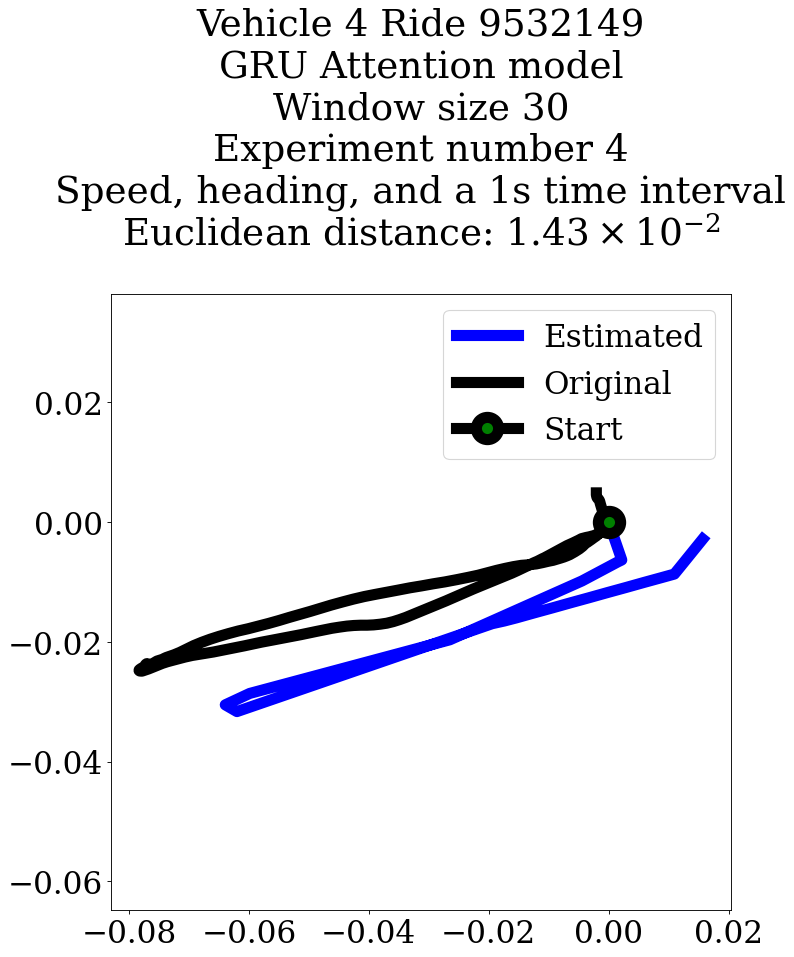 Vehicle 4 Ride 9532149
GRU Attention model
Window size 30
Experiment number 4
Speed, heading, and a 1s time interval
Euclidean distance: 1.43 × 10⁻²
Estimated
Original
Start
0.02
0.00
−0.02
−0.04
−0.06
−0.08 −0.06 −0.04 −0.02 0.00 0.02